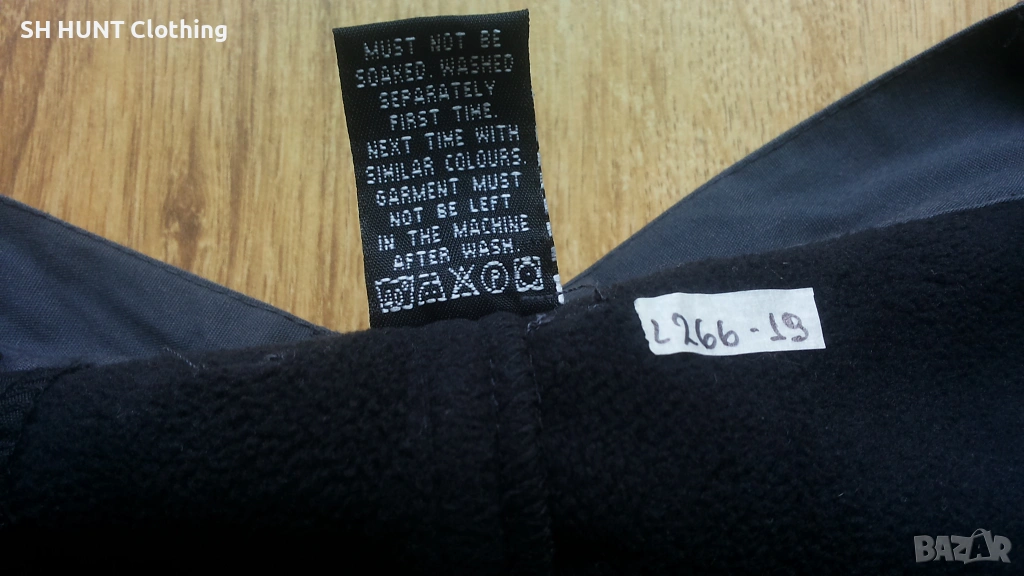 SH HUNT Clothing
MUST NOT BE
SOAKED. WASHED
SEPARATELY
FIRST TIME.
NEXT TIME WITH
SIMILAR COLOURS
GARMENT MUST
NOT BE LEFT
IN THE MACHINE
AFTER WASH.
L266-19
BAZAR